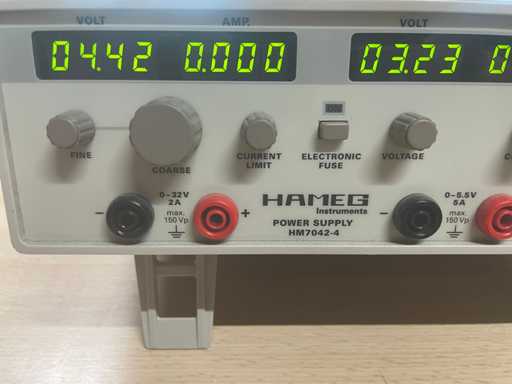 VOLT AMP. VOLT
04.42 0.000 03.23 0
FINE COARSE CURRENT LIMIT ELECTRONIC FUSE VOLTAGE
− 0-32V 2A max. 150 Vp +
HAMEG
Instruments
POWER SUPPLY
HM7042-4
− 0-5.5V 5A max. 150 Vp